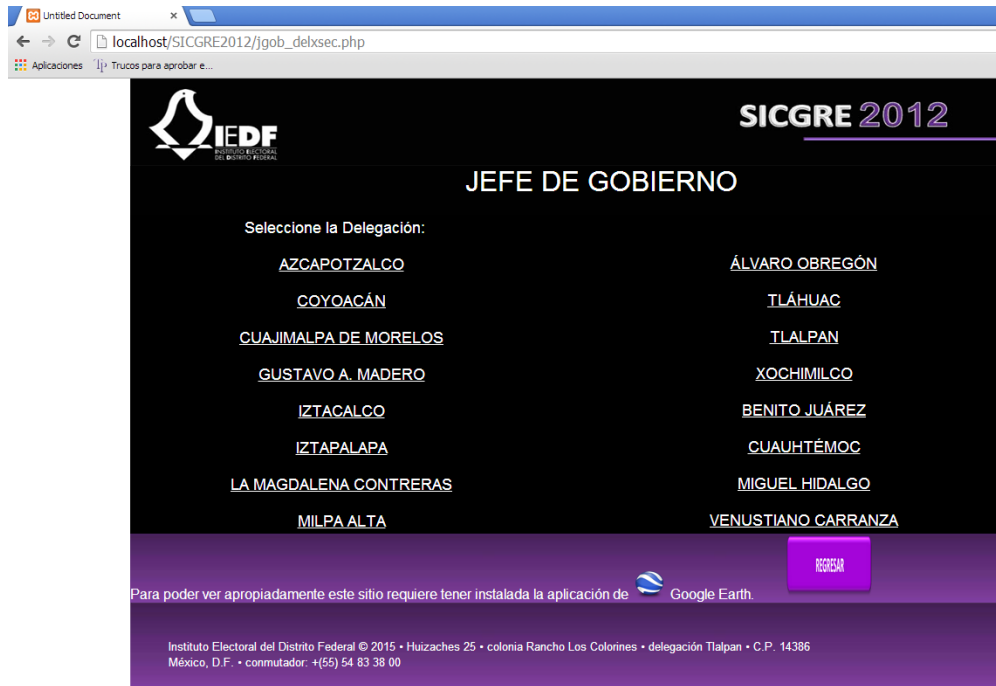 Untitled Document
localhost/SICGRE2012/jgob_delxsec.php
Aplicaciones Trucos para aprobar e...
IEDF
INSTITUTO ELECTORAL
DEL DISTRITO FEDERAL
SICGRE 2012
JEFE DE GOBIERNO
Seleccione la Delegación:
AZCAPOTZALCO ÁLVARO OBREGÓN
COYOACÁN TLÁHUAC
CUAJIMALPA DE MORELOS TLALPAN
GUSTAVO A. MADERO XOCHIMILCO
IZTACALCO BENITO JUÁREZ
IZTAPALAPA CUAUHTÉMOC
LA MAGDALENA CONTRERAS MIGUEL HIDALGO
MILPA ALTA VENUSTIANO CARRANZA
REGRESAR
Para poder ver apropiadamente este sitio requiere tener instalada la aplicación de Google Earth.
Instituto Electoral del Distrito Federal © 2015 • Huizaches 25 • colonia Rancho Los Colorines • delegación Tlalpan • C.P. 14386
México, D.F. • conmutador: +(55) 54 83 38 00